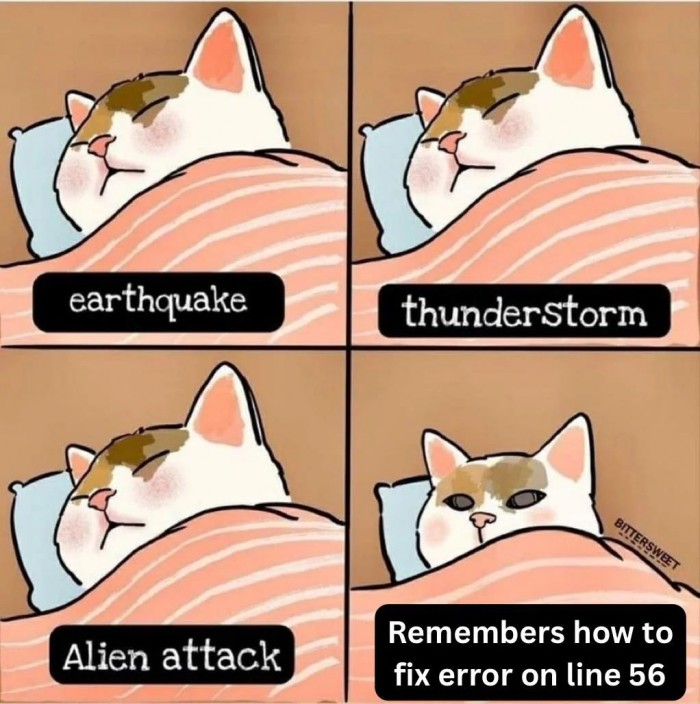 earthquake
thunderstorm
Alien attack
BITTERSWEET
Remembers how to
fix error on line 56